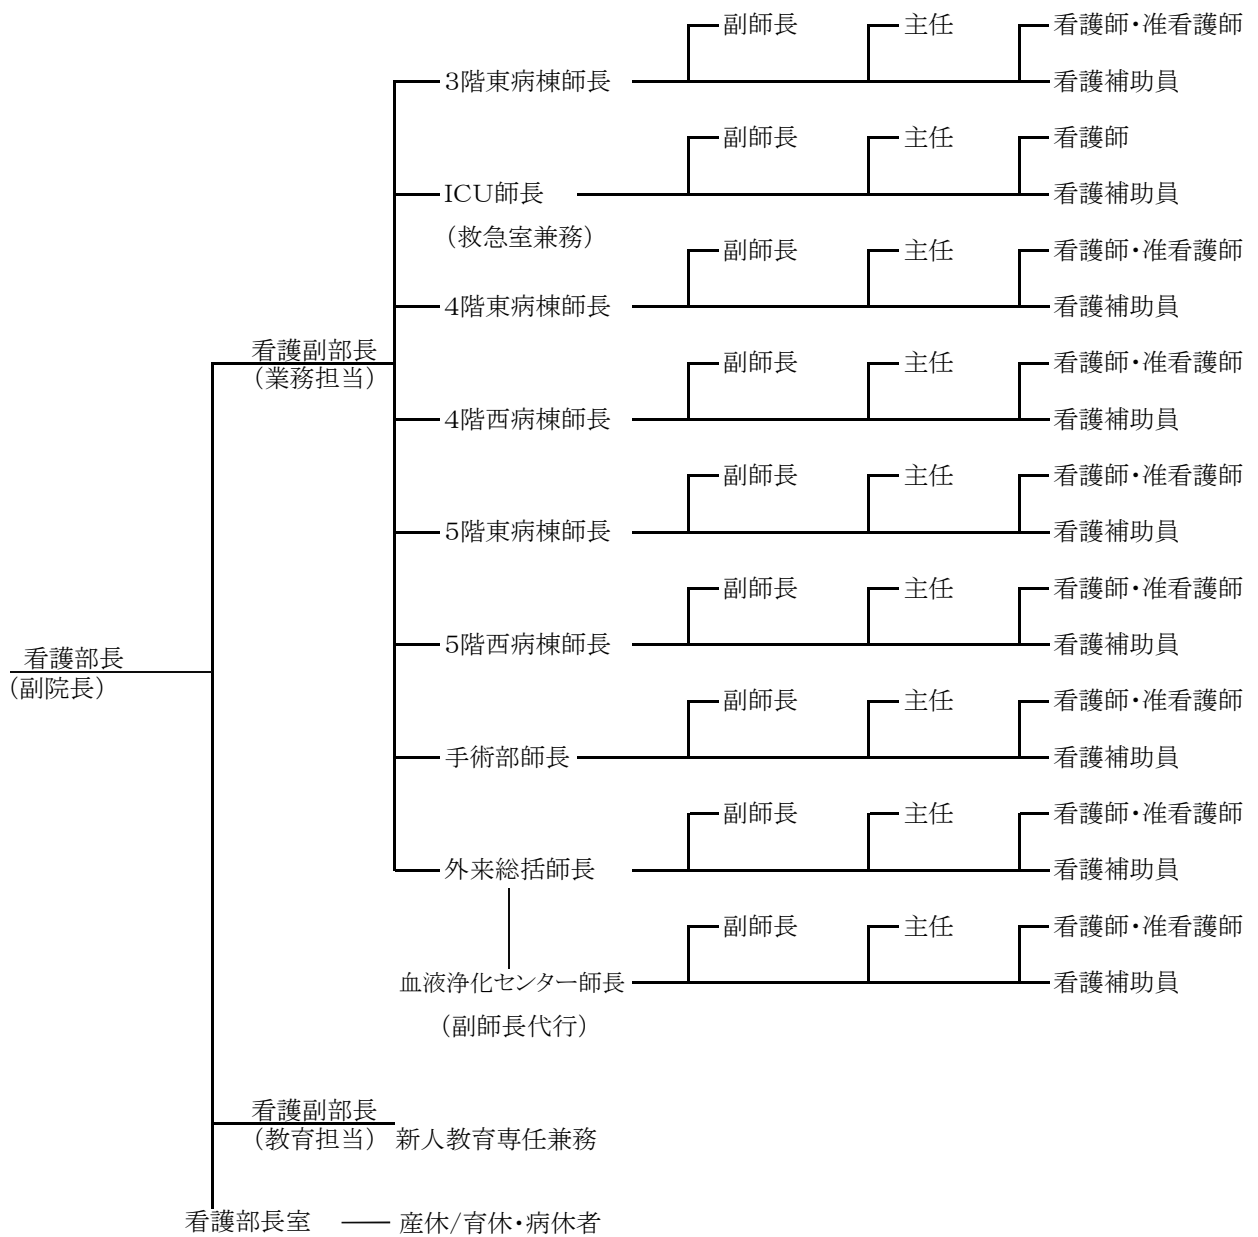 副師長 主任 看護師・准看護師
3階東病棟師長 看護補助員
副師長 主任 看護師
ICU師長 看護補助員
（救急室兼務）
副師長 主任 看護師・准看護師
4階東病棟師長 看護補助員
看護副部長
（業務担当）
副師長 主任 看護師・准看護師
4階西病棟師長 看護補助員
副師長 主任 看護師・准看護師
5階東病棟師長 看護補助員
副師長 主任 看護師・准看護師
5階西病棟師長 看護補助員
看護部長
（副院長）
副師長 主任 看護師・准看護師
手術部師長 看護補助員
副師長 主任 看護師・准看護師
外来総括師長 看護補助員
副師長 主任 看護師・准看護師
血液浄化センター師長 看護補助員
（副師長代行）
看護副部長
（教育担当） 新人教育専任兼務
看護部長室 産休/育休・病休者